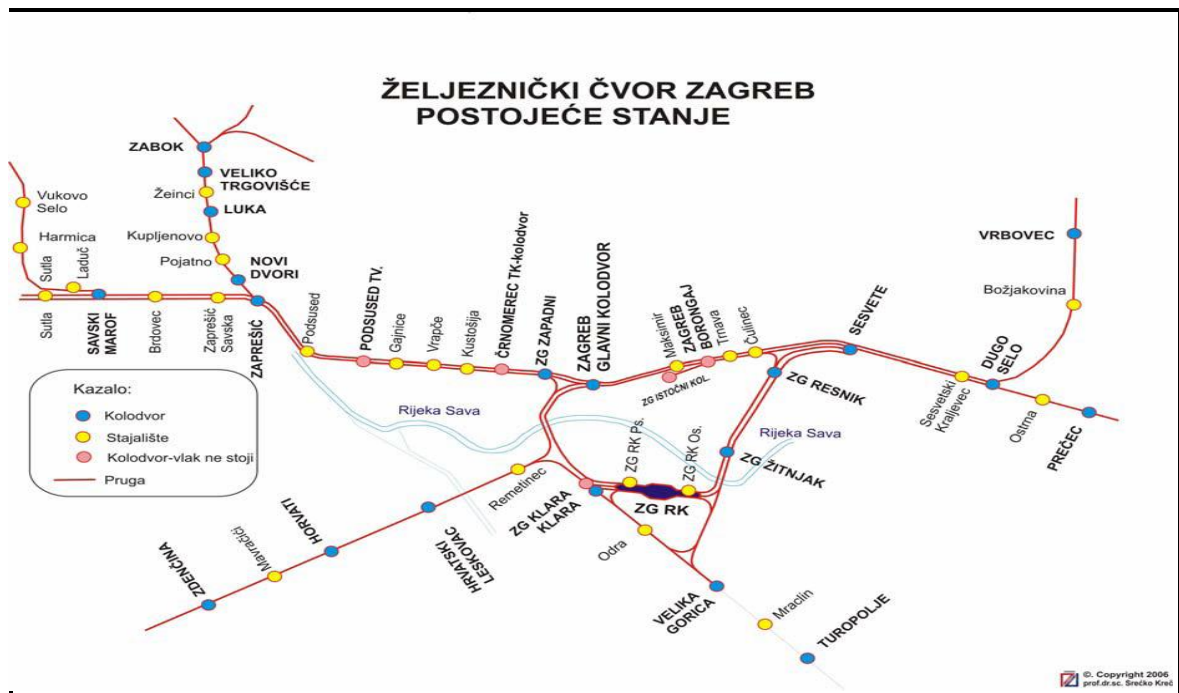 ŽELJEZNIČKI ČVOR ZAGREB
POSTOJEĆE STANJE
ZABOK
VELIKO
TRGOVIŠĆE
Žeinci
LUKA
Kupljenovo
Pojatno
NOVI
DVORI
Vukovo
Selo
Harmica
Sutla
Laduč
Sutla
SAVSKI
MAROF
Brdovec
Zaprešić
Savska
ZAPREŠIĆ
Podsused
PODSUSED TV.
Gajnice
Vrapče
Kustošija
ČRNOMEREC TK-kolodvor
ZG ZAPADNI
ZAGREB
GLAVNI KOLODVOR
Maksimir
ZAGREB
BORONGAJ
Trnava
Čulinec
ZG ISTOČNI KOL.
SESVETE
ZG RESNIK
VRBOVEC
Božjakovina
DUGO
SELO
Sesvetski
Kraljevec
Ostrna
PREČEC
Kazalo:
Kolodvor
Stajalište
Kolodvor-vlak ne stoji
Pruga
Rijeka Sava
Rijeka Sava
ZG RK Ps.
ZG RK Os.
ZG ŽITNJAK
ZG RK
Remetinec
ZG KLARA
KLARA
Odra
HRVATSKI
LESKOVAC
HORVATI
Mavračići
ZDENČINA
VELIKA
GORICA
Mraclin
TUROPOLJE
©. Copyright 2006
prof.dr.sc. Srećko Kreč